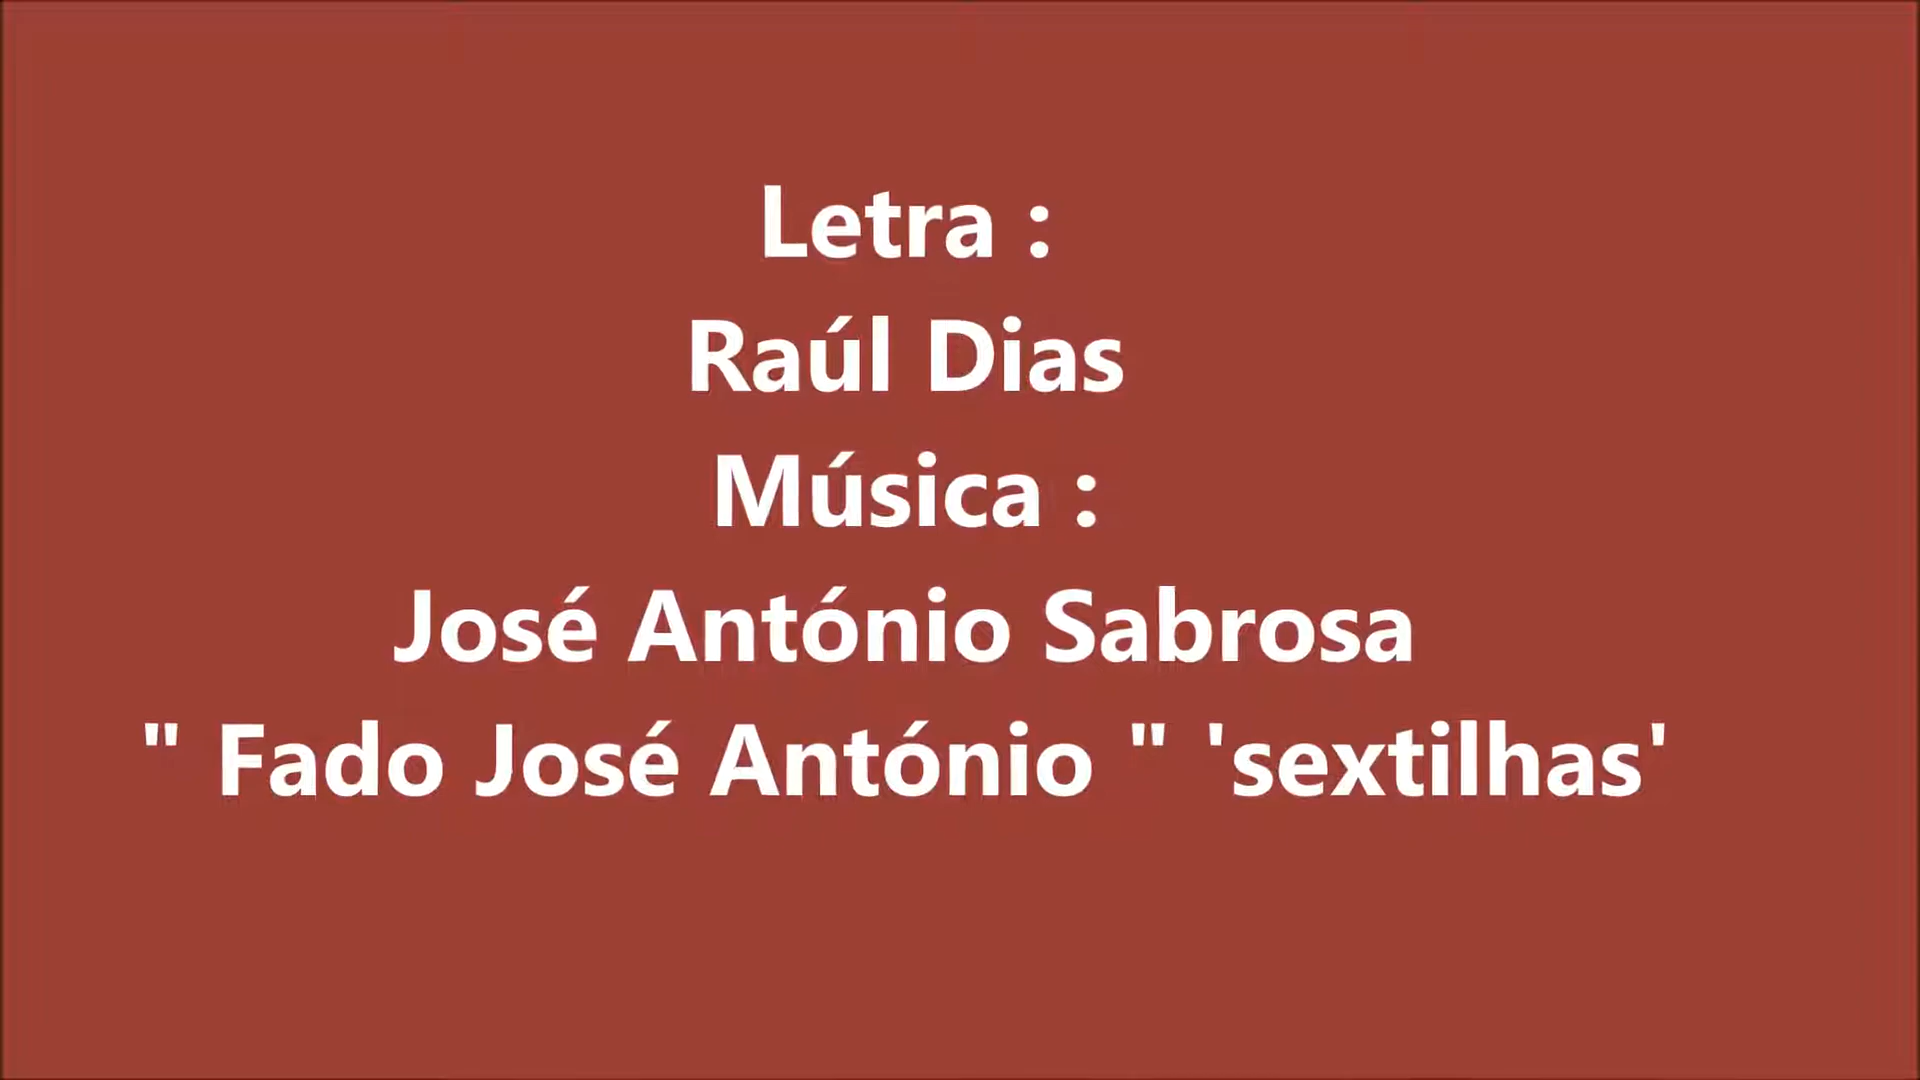 Letra :
Raúl Dias
Música :
José António Sabrosa
" Fado José António " 'sextilhas'